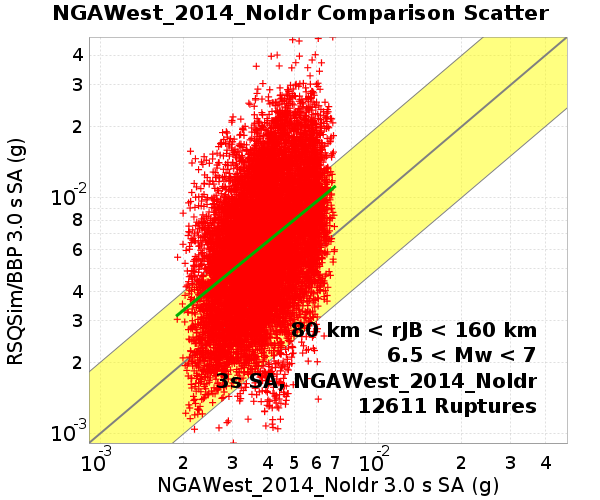 NGAWest_2014_NoIdr Comparison Scatter
RSQSim/BBP 3.0 s SA (g)
4
3
2
10-2
8
6
4
3
2
10-3
80 km < rJB < 160 km
6.5 < Mw < 7
3s SA, NGAWest_2014_NoIdr
12611 Ruptures
10-3 2 3 4 5 6 7 10-2 2 3 4
NGAWest_2014_NoIdr 3.0 s SA (g)